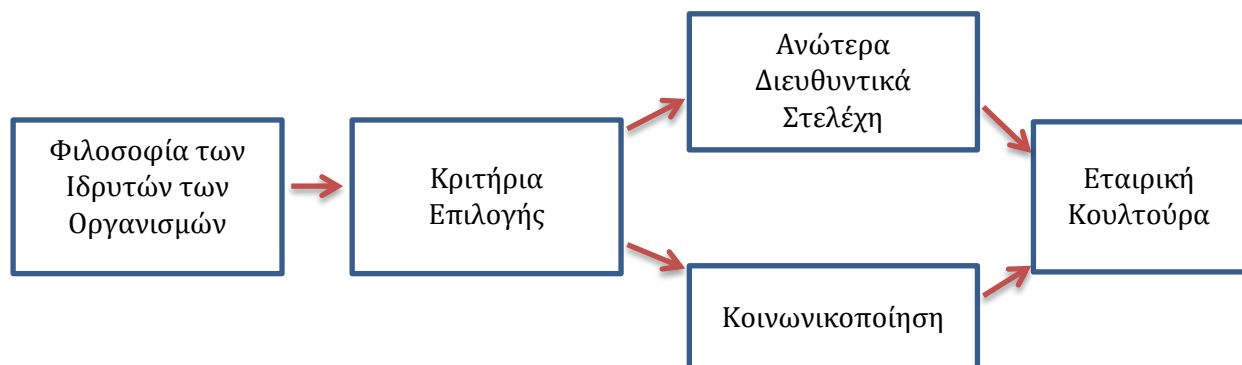 Φιλοσοφία των
Ιδρυτών των
Οργανισμών
Κριτήρια
Επιλογής
Ανώτερα
Διευθυντικά
Στελέχη
Κοινωνικοποίηση
Εταιρική
Κουλτούρα